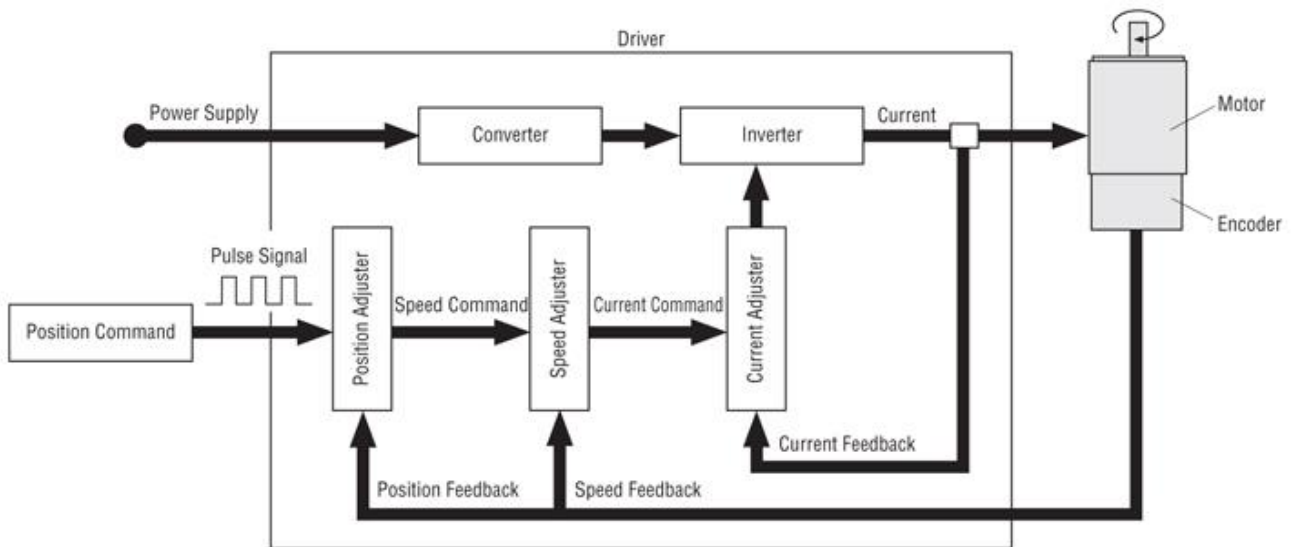 Driver
Power Supply
Converter
Inverter
Current
Motor
Encoder
Pulse Signal
Position Command
Position Adjuster
Speed Command
Speed Adjuster
Current Command
Current Adjuster
Current Feedback
Position Feedback
Speed Feedback